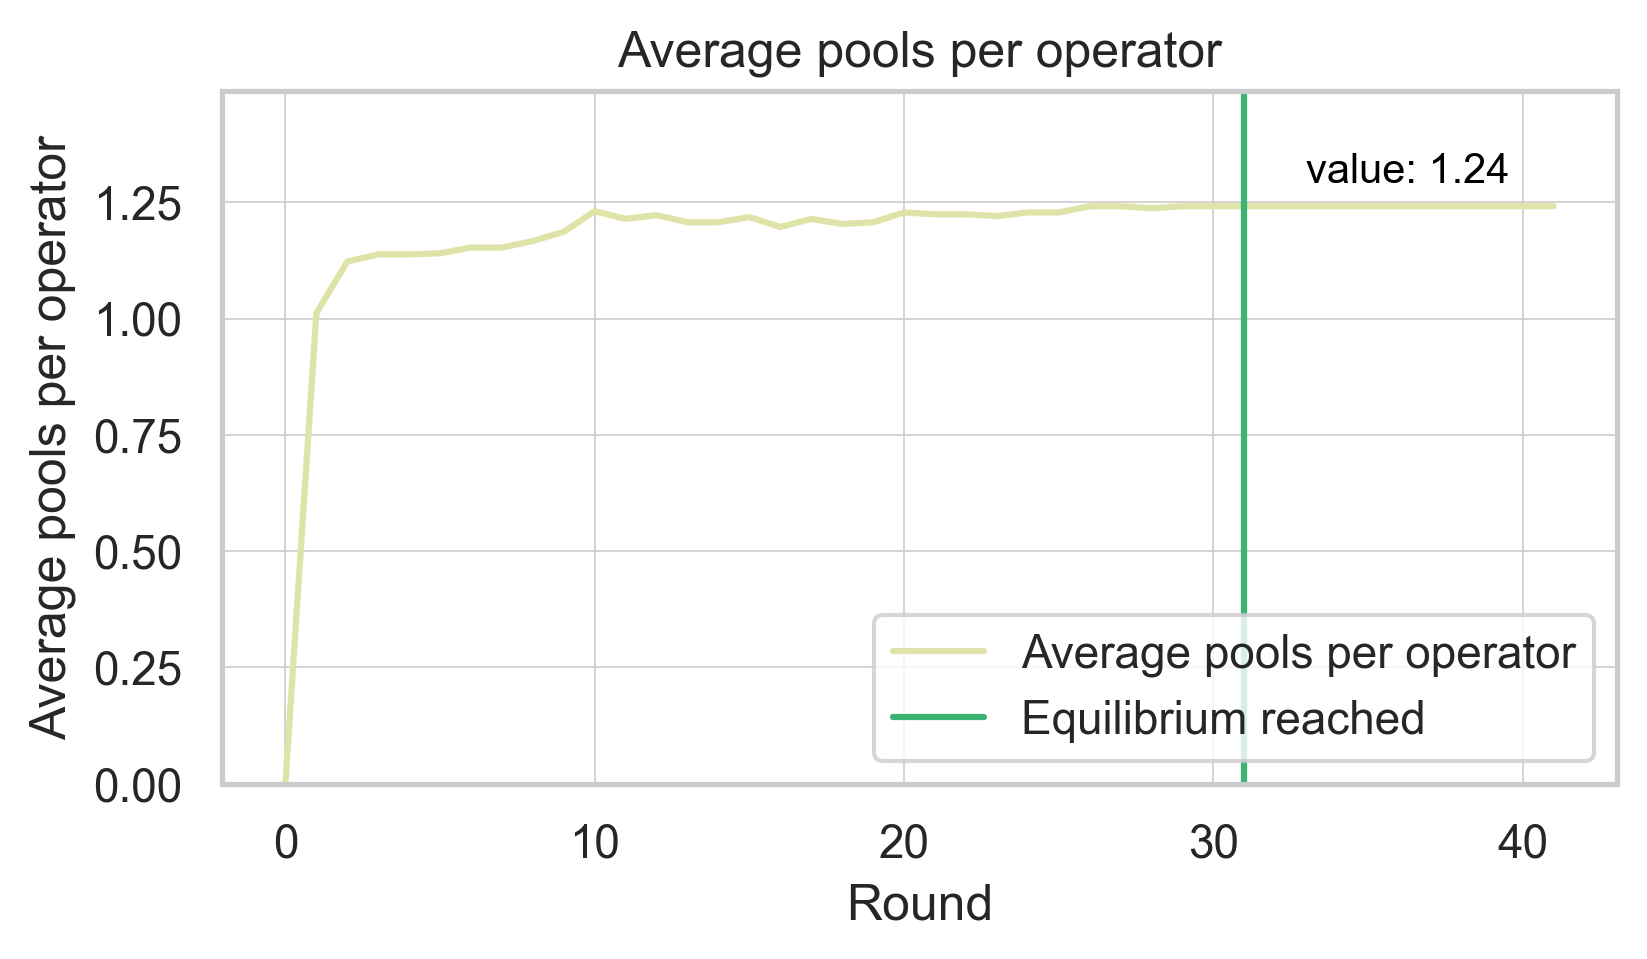 Average pools per operator
Average pools per operator
1.25
1.00
0.75
0.50
0.25
0.00
value: 1.24
Average pools per operator
Equilibrium reached
0 10 20 30 40
Round